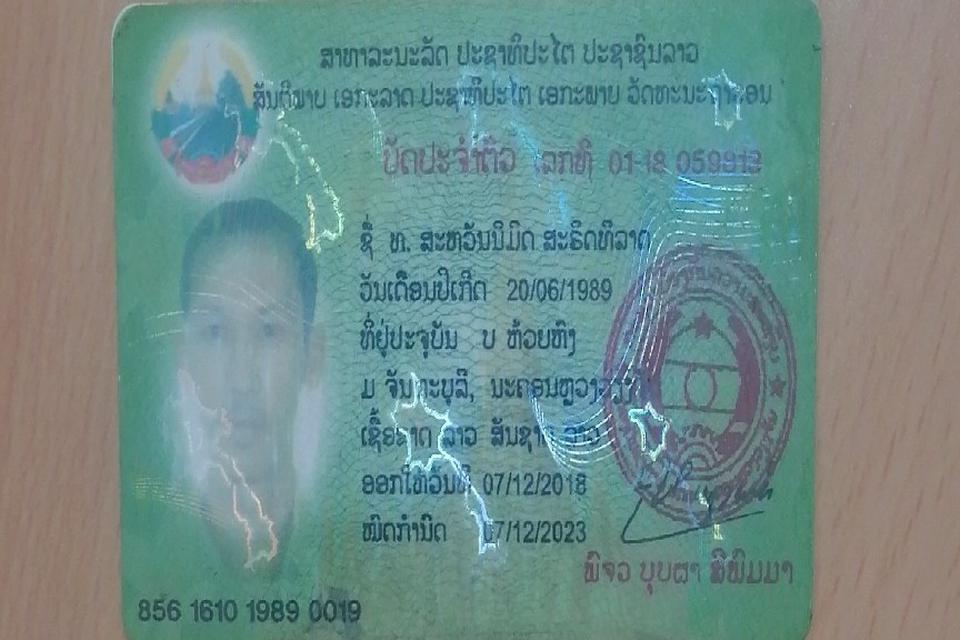 ສາທາລະນະລັດ ປະຊາທິປະໄຕ ປະຊາຊົນລາວ
ສັນຕິພາບ ເອກະລາດ ປະຊາທິປະໄຕ ເອກະພາບ ວັດທະນະຖາວອນ
ບັດປະຈຳຕົວ ເລກທີ 01-18 059913
ຊື່ ທ. ສະຫວັນນິມິດ ສະຣິດທິລາດ
ວັນເດືອນປີເກີດ 20/06/1989
ທີ່ຢູ່ປະຈຸບັນ ບ ຫ້ວຍຫົງ
ມ ຈັນທະບູລີ, ນະຄອນຫຼວງວຽງຈັນ
ເຊື້ອຊາດ ລາວ ສັນຊາດ ລາວ
ອອກໃຫ້ວັນທີ 07/12/2018
ໝົດກຳນົດ 07/12/2023
ພົຈວ ບຸບຜາ ສີພິມມາ
856 1610 1989 0019